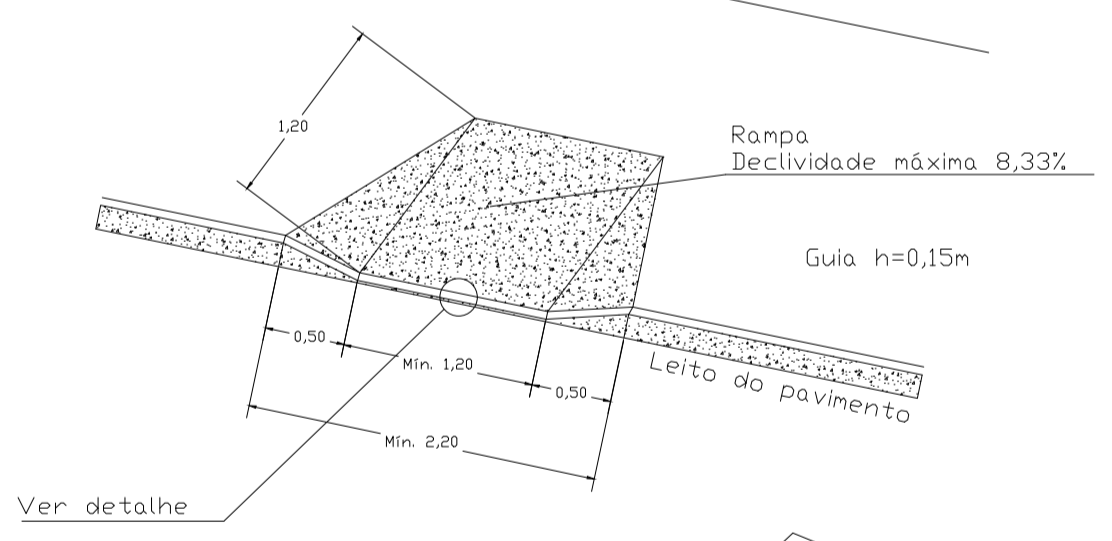 1,20
Rampa
Declividade máxima 8,33%
Guia h=0,15m
0,50
Mín. 1,20
0,50
Leito do pavimento
Mín. 2,20
Ver detalhe